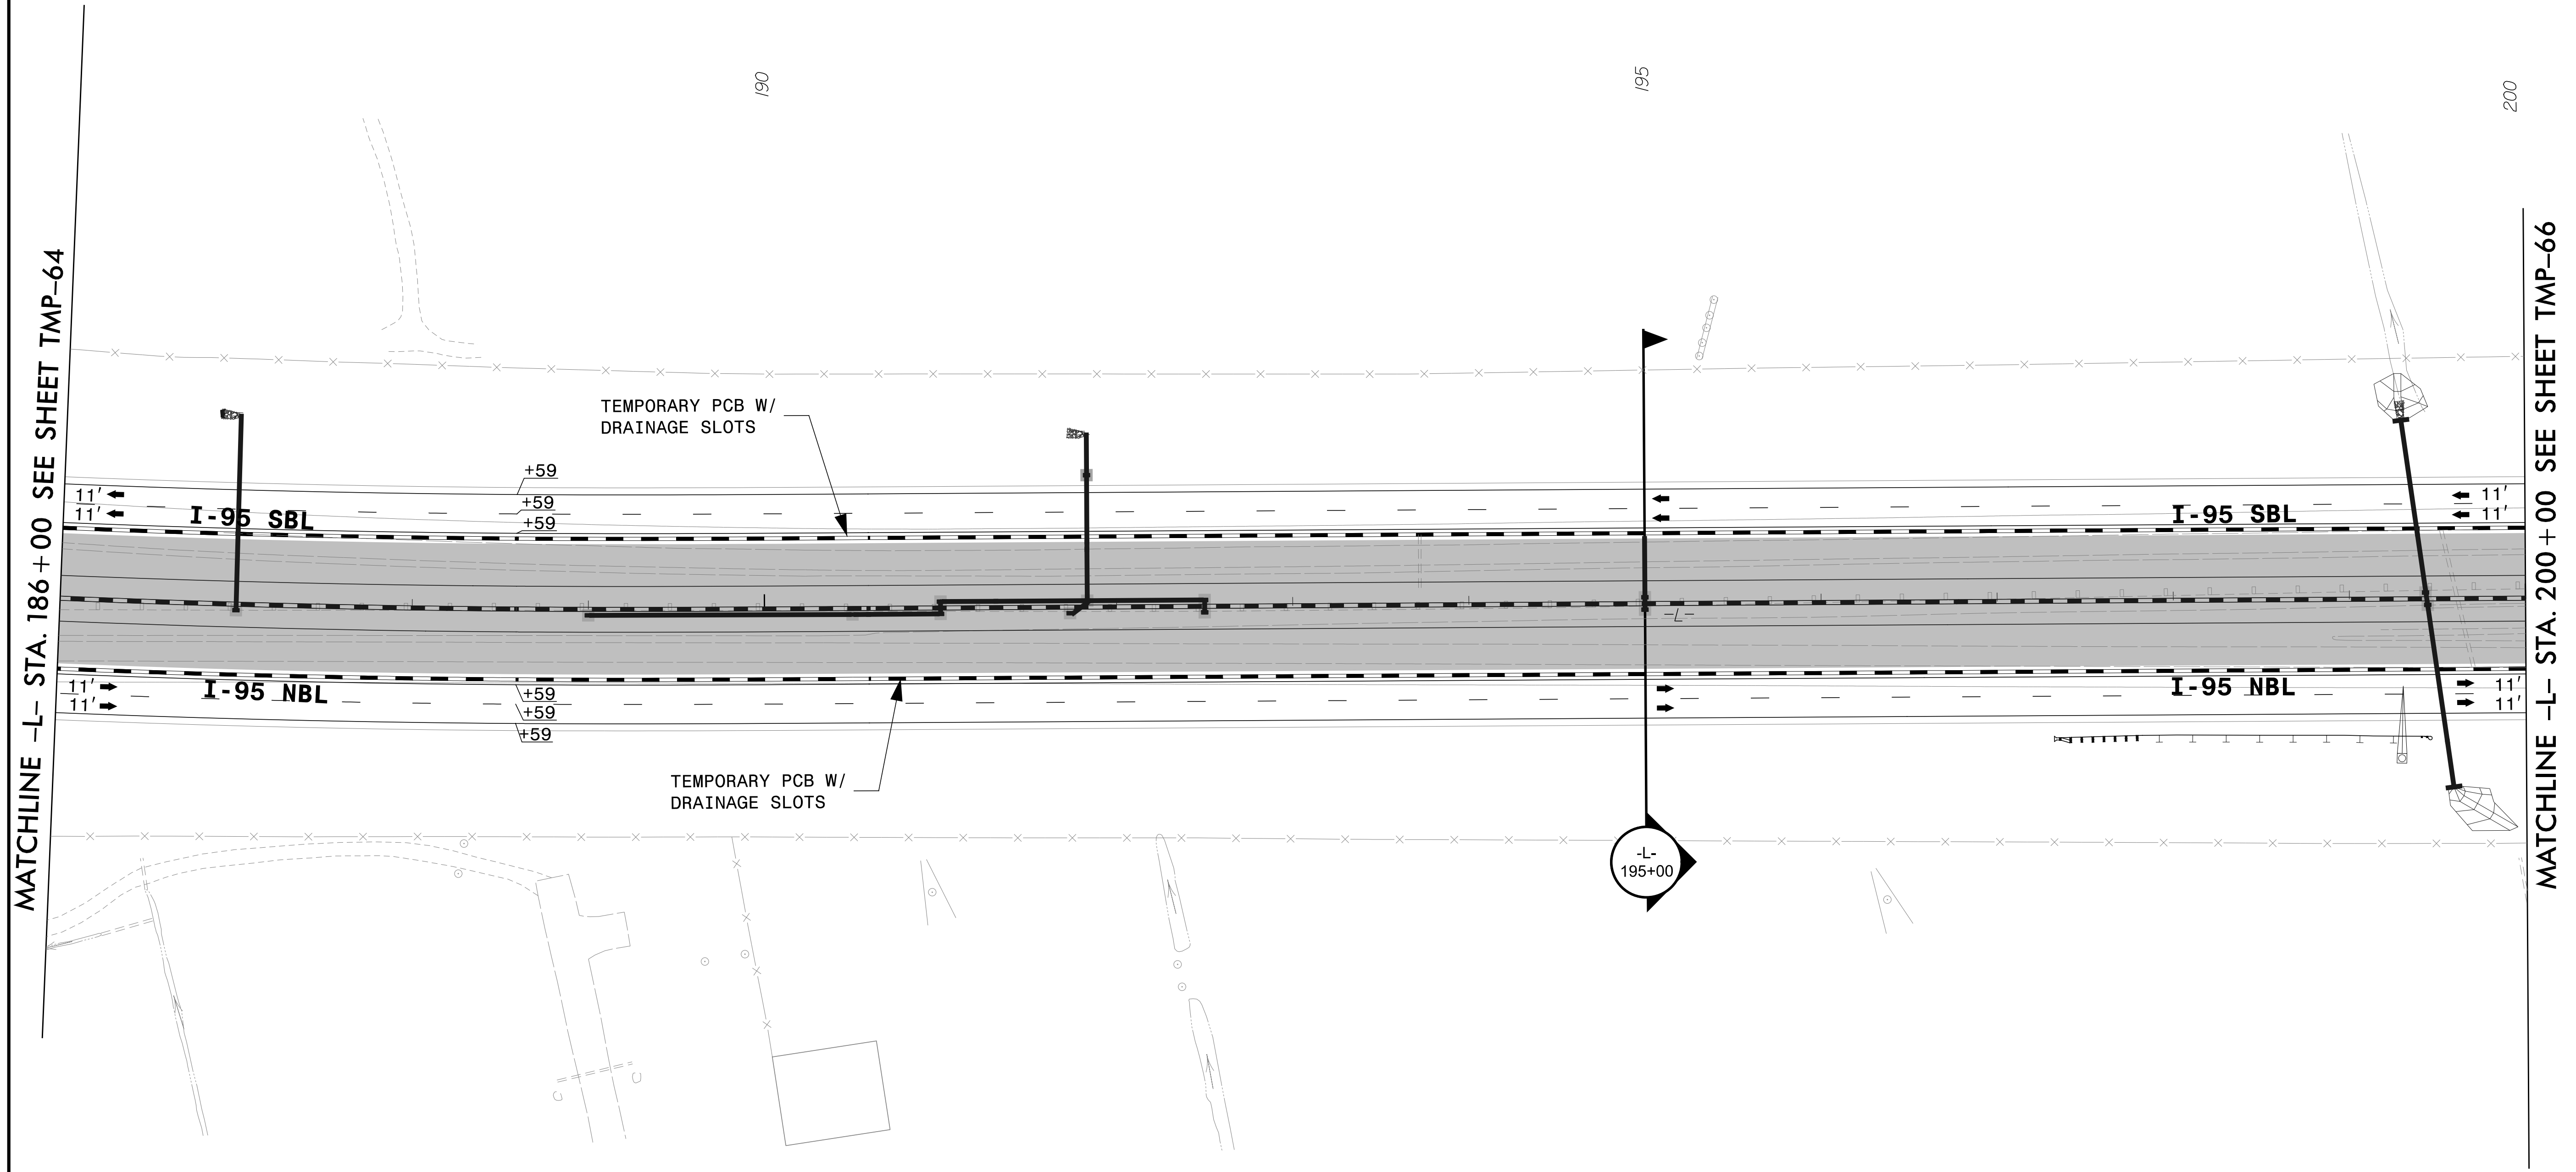 190
195
200
MATCHLINE –L– STA. 186+00 SEE SHEET TMP–64
TEMPORARY PCB W/
DRAINAGE SLOTS
+59
+59
+59
11'
11'
I-95 SBL
I-95 SBL
11'
11'
-L-
11'
11'
I-95 NBL
+59
+59
+59
I-95 NBL
11'
11'
TEMPORARY PCB W/
DRAINAGE SLOTS
-L-
195+00
C
C
MATCHLINE –L– STA. 200+00 SEE SHEET TMP–66